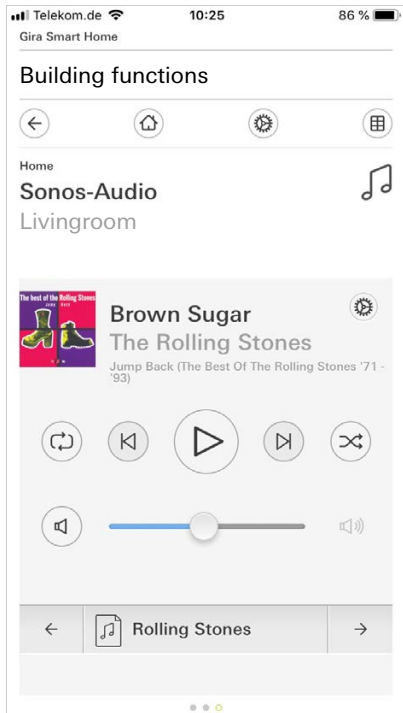 Telekom.de 10:25 86 %
Gira Smart Home
Building functions
Home
Sonos-Audio
Livingroom
The best of the Rolling Stones
Brown Sugar
The Rolling Stones
Jump Back (The Best Of The Rolling Stones '71 -
'93)
Rolling Stones